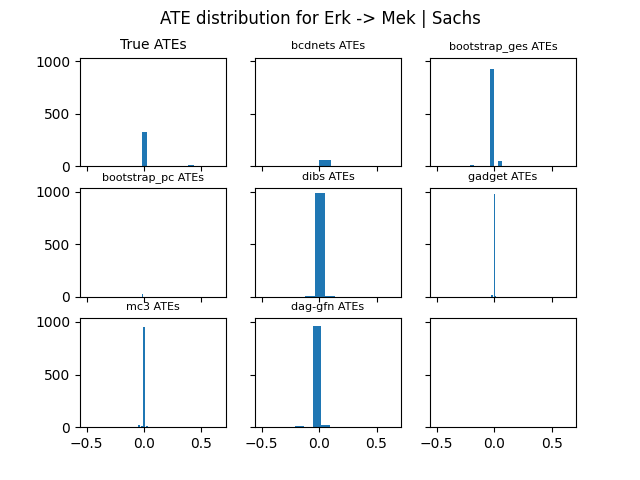 ATE distribution for Erk -> Mek | Sachs
True ATEs
bcdnets ATEs
bootstrap_ges ATEs
1000
500
0
bootstrap_pc ATEs
dibs ATEs
gadget ATEs
1000
500
0
mc3 ATEs
dag-gfn ATEs
1000
500
0
−0.5 0.0 0.5
−0.5 0.0 0.5
−0.5 0.0 0.5